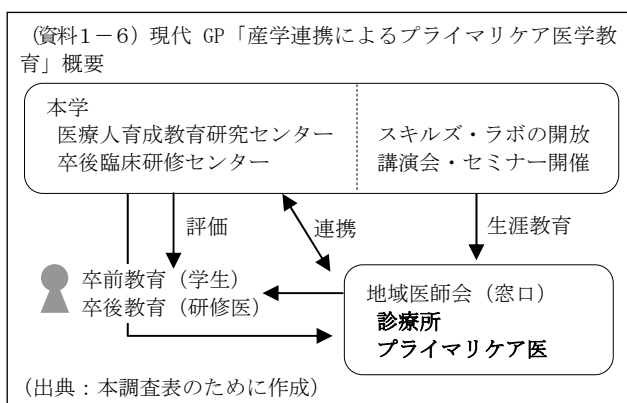 （資料１－６）現代 GP「産学連携によるプライマリケア医学教
育」概要
本学
医療人育成教育研究センター
卒後臨床研修センター
スキルズ・ラボの開放
講演会・セミナー開催
評価
連携
生涯教育
卒前教育（学生）
卒後教育（研修医）
地域医師会（窓口）
診療所
プライマリケア医
（出典：本調査表のために作成）